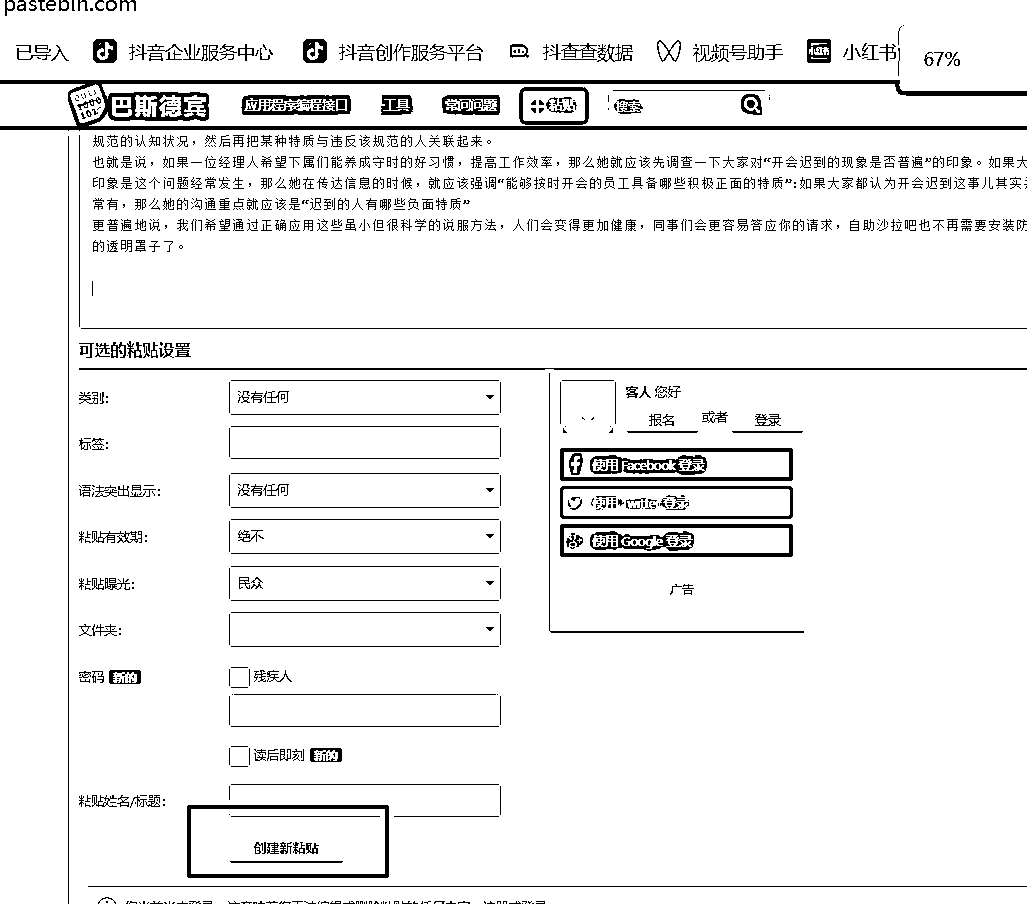 pastebin.com
已导入 抖音企业服务中心 抖音创作服务平台 抖查查数据 视频号助手 小红书
67%
巴斯德宾 应用程序编程接口 工具 常问问题 粘贴 搜索
规范的认知状况，然后再把某种特质与违反该规范的人关联起来。
也就是说，如果一位经理人希望下属们能养成守时的好习惯，提高工作效率，那么她就应该先调查一下大家对“开会迟到的现象是否普遍”的印象。如果大
印象是这个问题经常发生，那么她在传达信息的时候，就应该强调“能够按时开会的员工具备哪些积极正面的特质”:如果大家都认为开会迟到这事儿其实
常有，那么她的沟通重点就应该是“迟到的人有哪些负面特质”
更普遍地说，我们希望通过正确应用这些虽小但很科学的说服方法，人们会变得更加健康，同事们会更容易答应你的请求，自助沙拉吧也不再需要安装防
的透明罩子了。
可选的粘贴设置
类别: 没有任何
标签:
语法突出显示: 没有任何
粘贴有效期: 绝不
粘贴曝光: 民众
文件夹:
密码 新的 残疾人
读后即刻 新的
粘贴姓名/标题:
创建新粘贴
客人 您好
报名 或者 登录
使用 Facebook 登录
使用 Twitter 登录
使用 Google 登录
广告